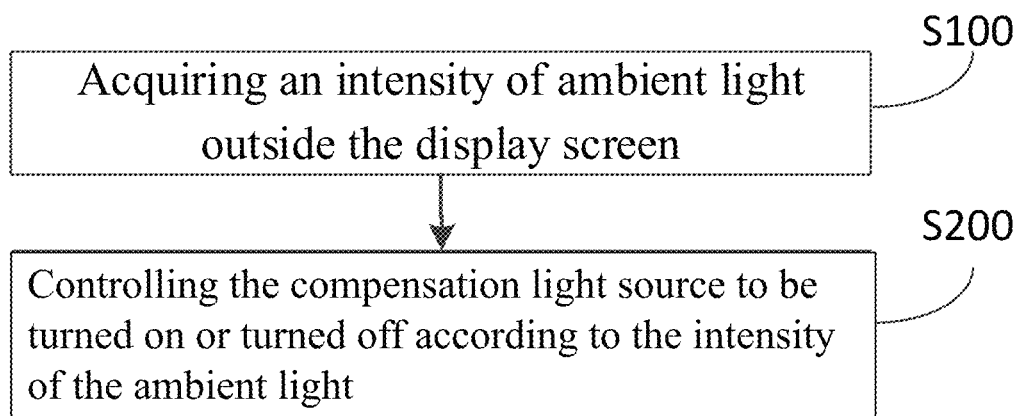 S100
Acquiring an intensity of ambient light
outside the display screen
S200
Controlling the compensation light source to be
turned on or turned off according to the intensity
of the ambient light